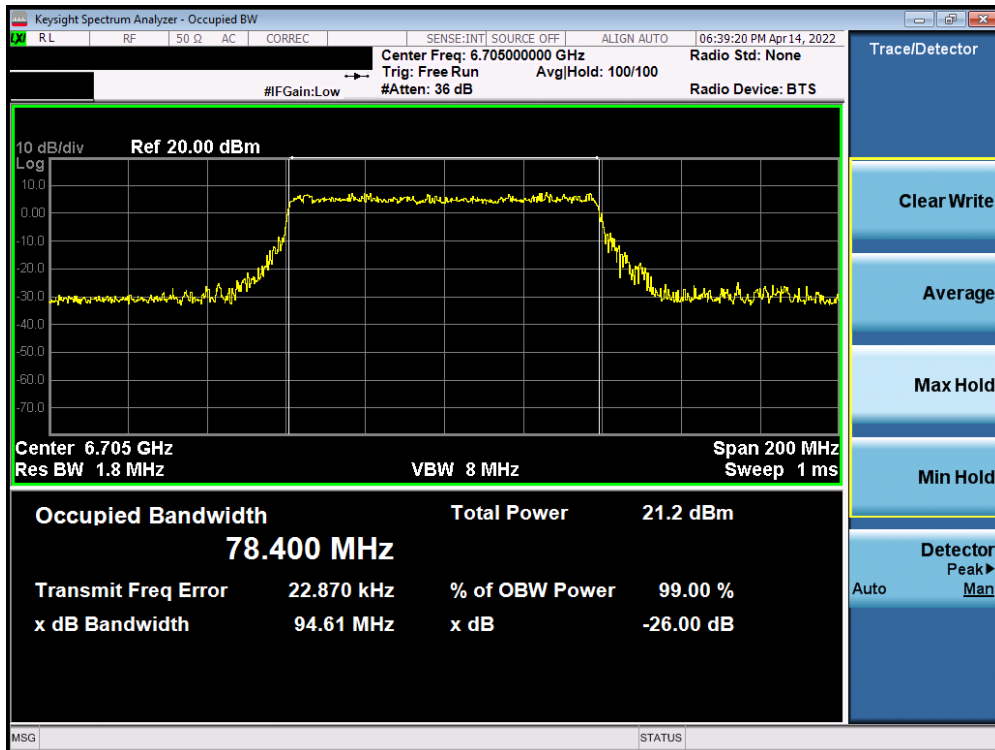 Keysight Spectrum Analyzer - Occupied BW
LXI RL RF 50 Ω AC CORREC SENSE:INT SOURCE OFF ALIGN AUTO 06:39:20 PM Apr 14, 2022
Center Freq: 6.705000000 GHz Radio Std: None
Trig: Free Run Avg|Hold: 100/100
#IFGain:Low #Atten: 36 dB Radio Device: BTS
Trace/Detector
10 dB/div Ref 20.00 dBm
Log
10.0
0.00
-10.0
-20.0
-30.0
-40.0
-50.0
-60.0
-70.0
Center 6.705 GHz Span 200 MHz
Res BW 1.8 MHz VBW 8 MHz Sweep 1 ms
Occupied Bandwidth Total Power 21.2 dBm
78.400 MHz
Transmit Freq Error 22.870 kHz % of OBW Power 99.00 %
x dB Bandwidth 94.61 MHz x dB -26.00 dB
Clear Write
Average
Max Hold
Min Hold
Detector
Peak▶
Auto Man
MSG STATUS